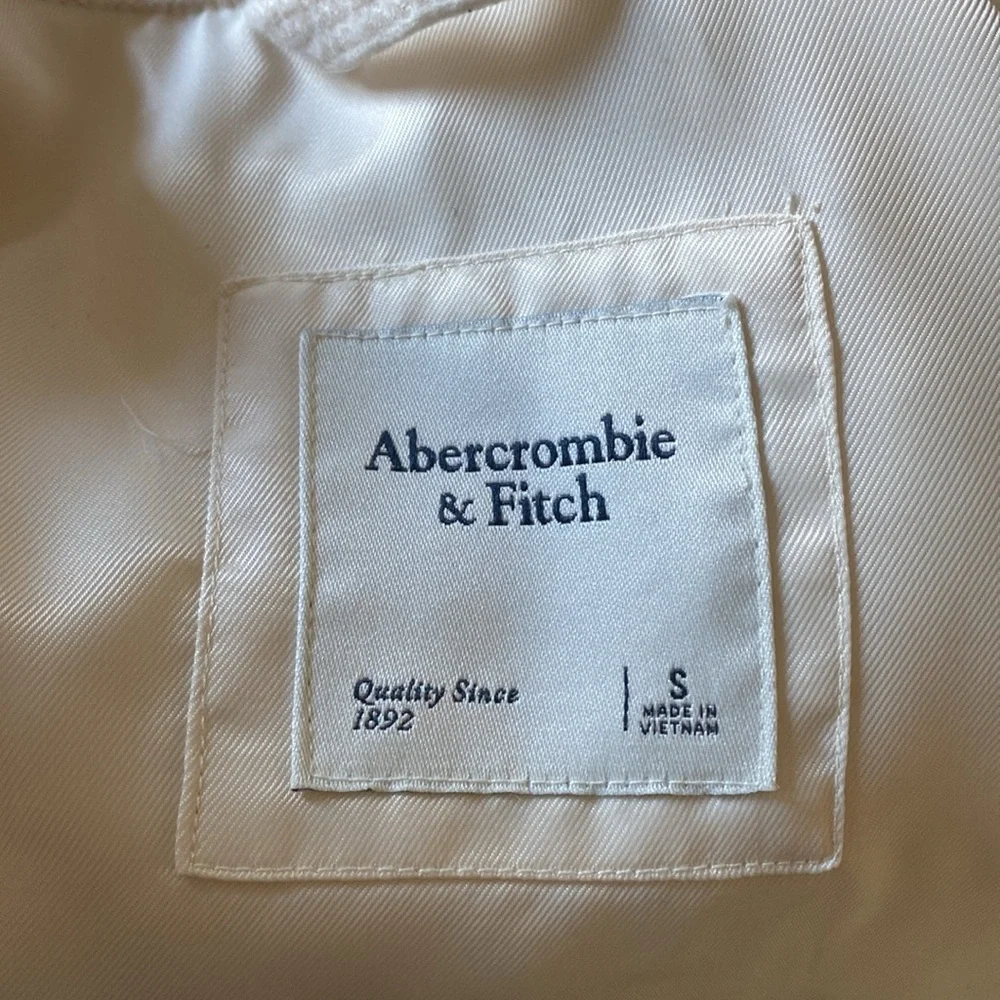 Abercrombie
& Fitch
Quality Since
1892
S
MADE IN
VIETNAM